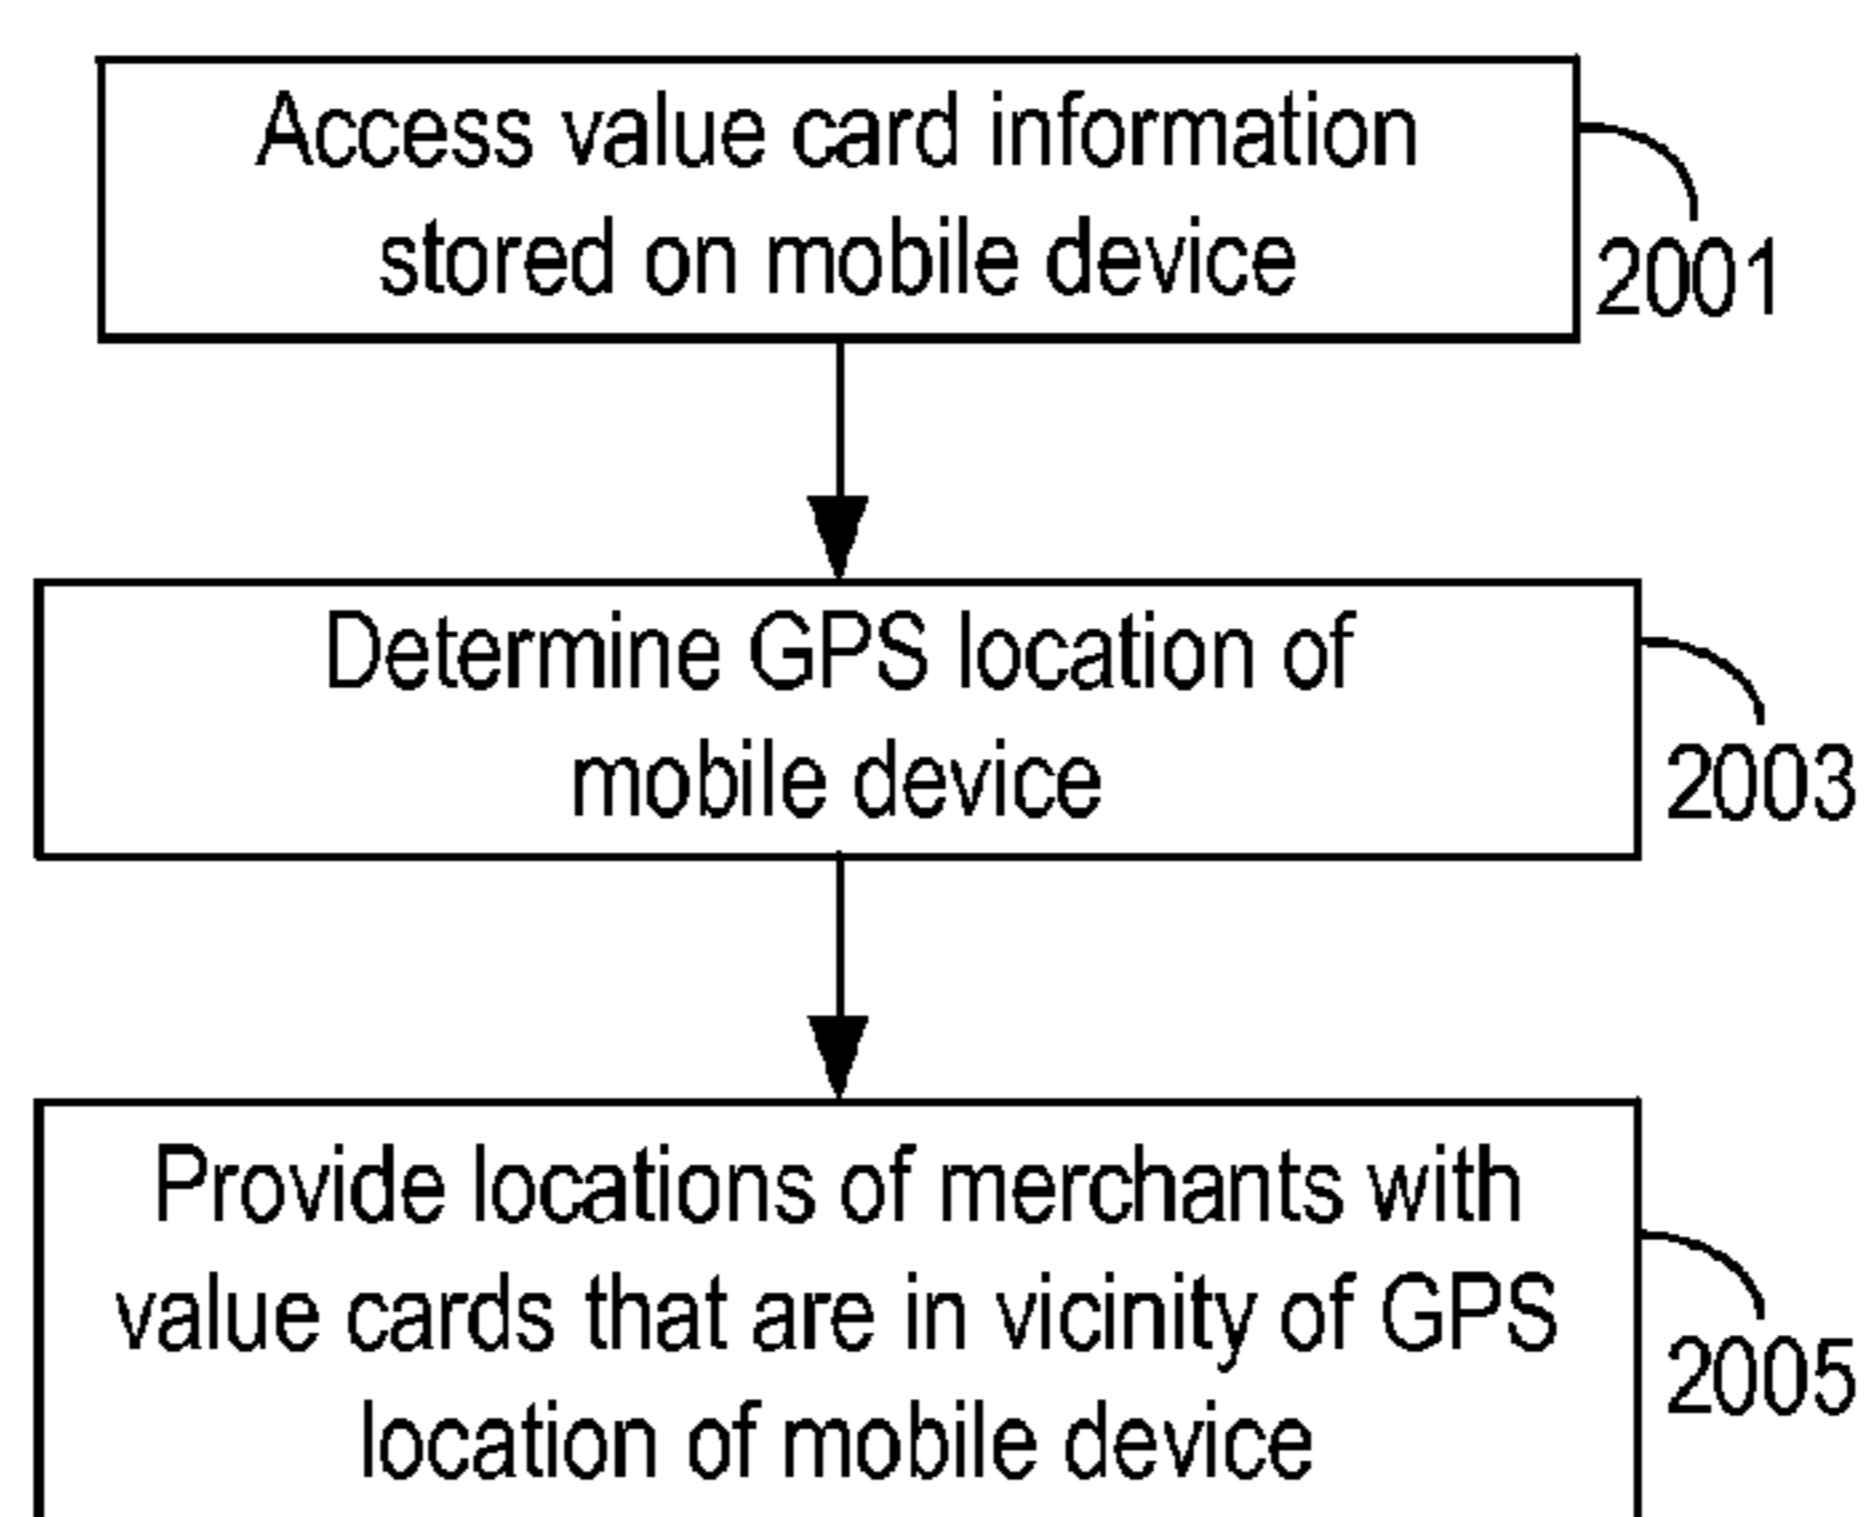 Access value card information
stored on mobile device
2001
Determine GPS location of
mobile device
2003
Provide locations of merchants with
value cards that are in vicinity of GPS
location of mobile device
2005